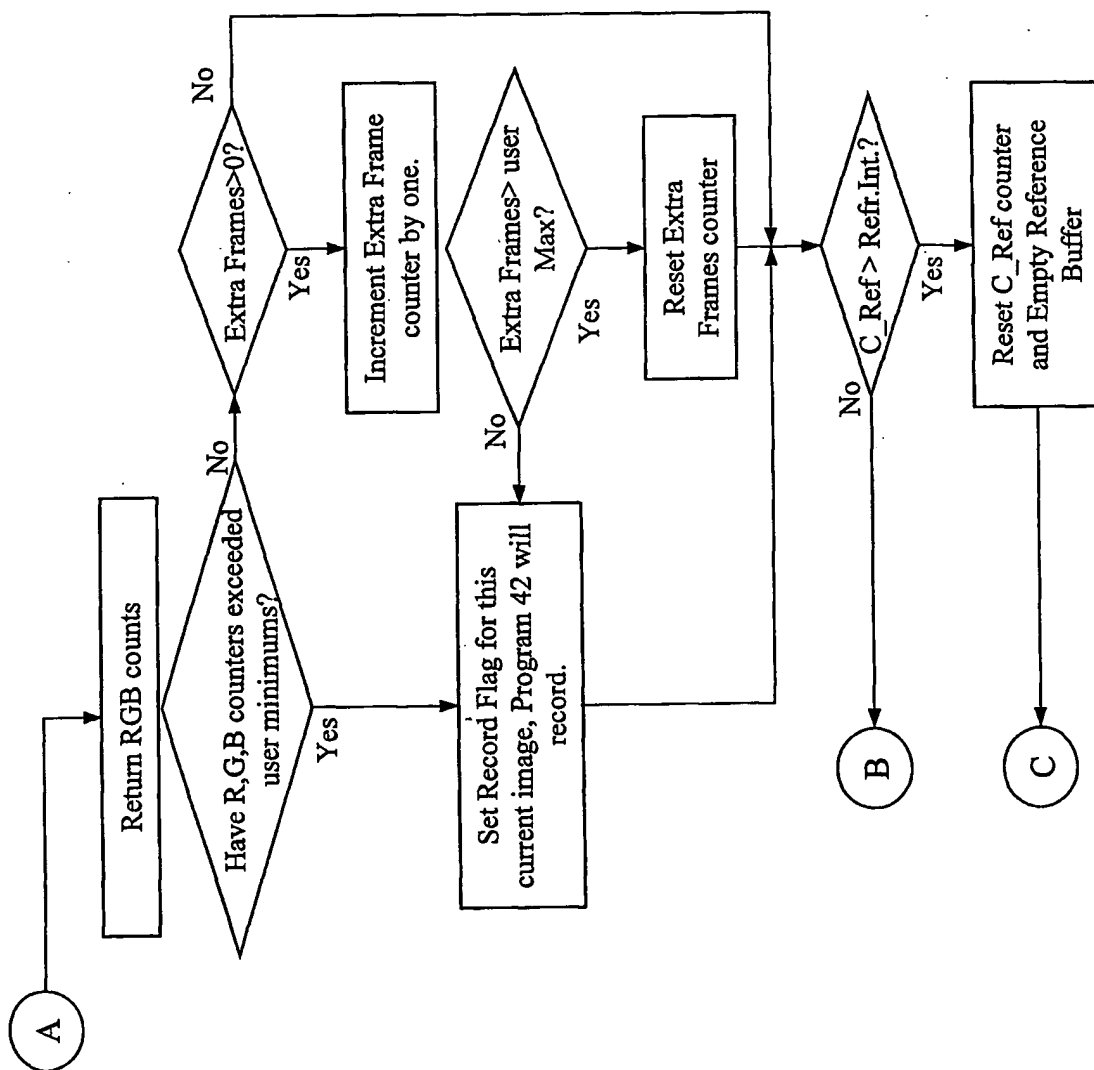 A
Return RGB counts
Have R,G,B counters exceeded
user minimums?
No
Yes
Extra Frames>0?
No
Yes
Increment Extra Frame
counter by one.
Extra Frames> user
Max?
No
Yes
Set Record Flag for this
current image, Program 42 will
record.
Reset Extra
Frames counter
C_Ref > Refr.Int.?
No
Yes
B
Reset C_Ref counter
and Empty Reference
Buffer
C